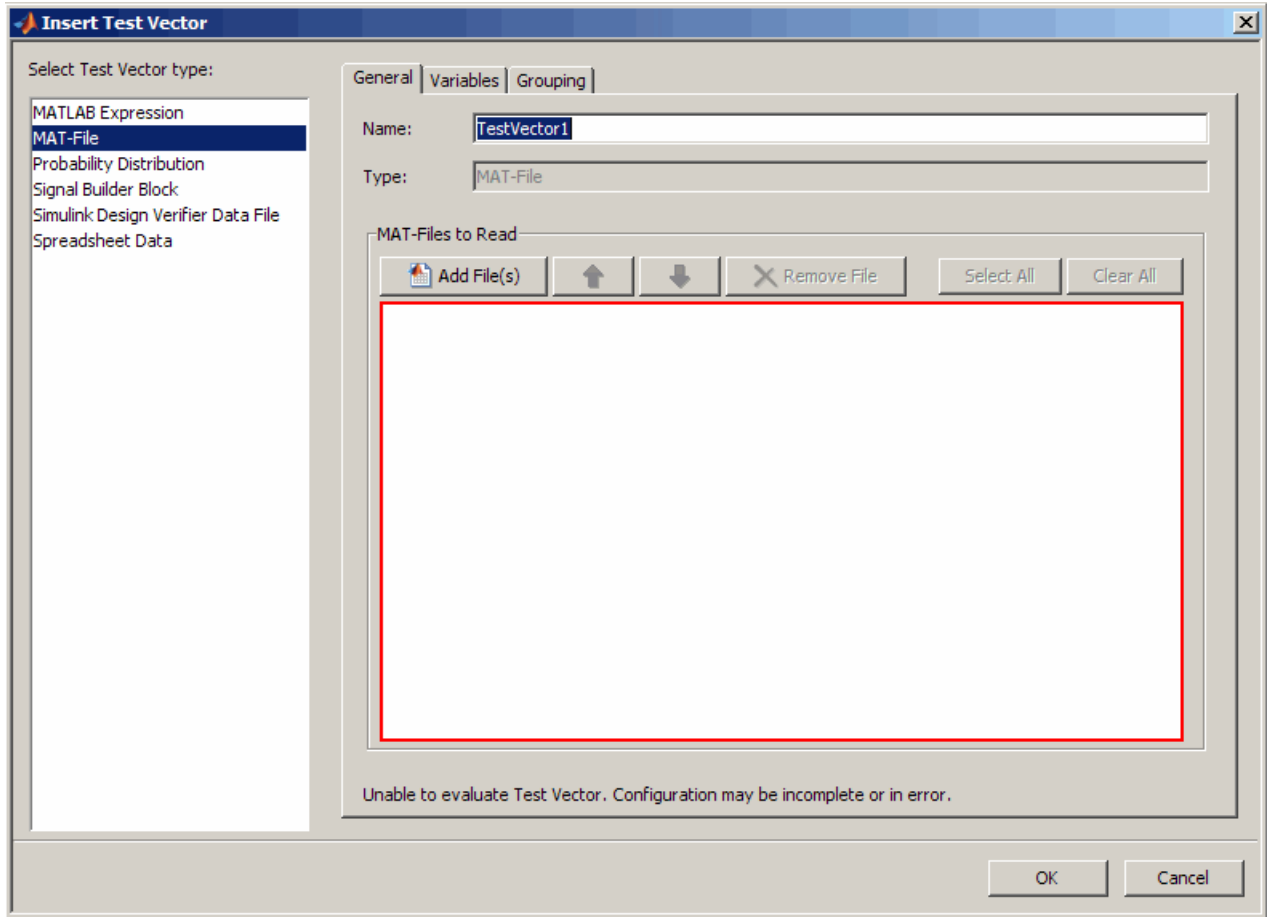 Insert Test Vector
Select Test Vector type:
MATLAB Expression
MAT-File
Probability Distribution
Signal Builder Block
Simulink Design Verifier Data File
Spreadsheet Data
General Variables Grouping
Name: TestVector1
Type: MAT-File
MAT-Files to Read
Add File(s) Remove File Select All Clear All
Unable to evaluate Test Vector. Configuration may be incomplete or in error.
OK Cancel